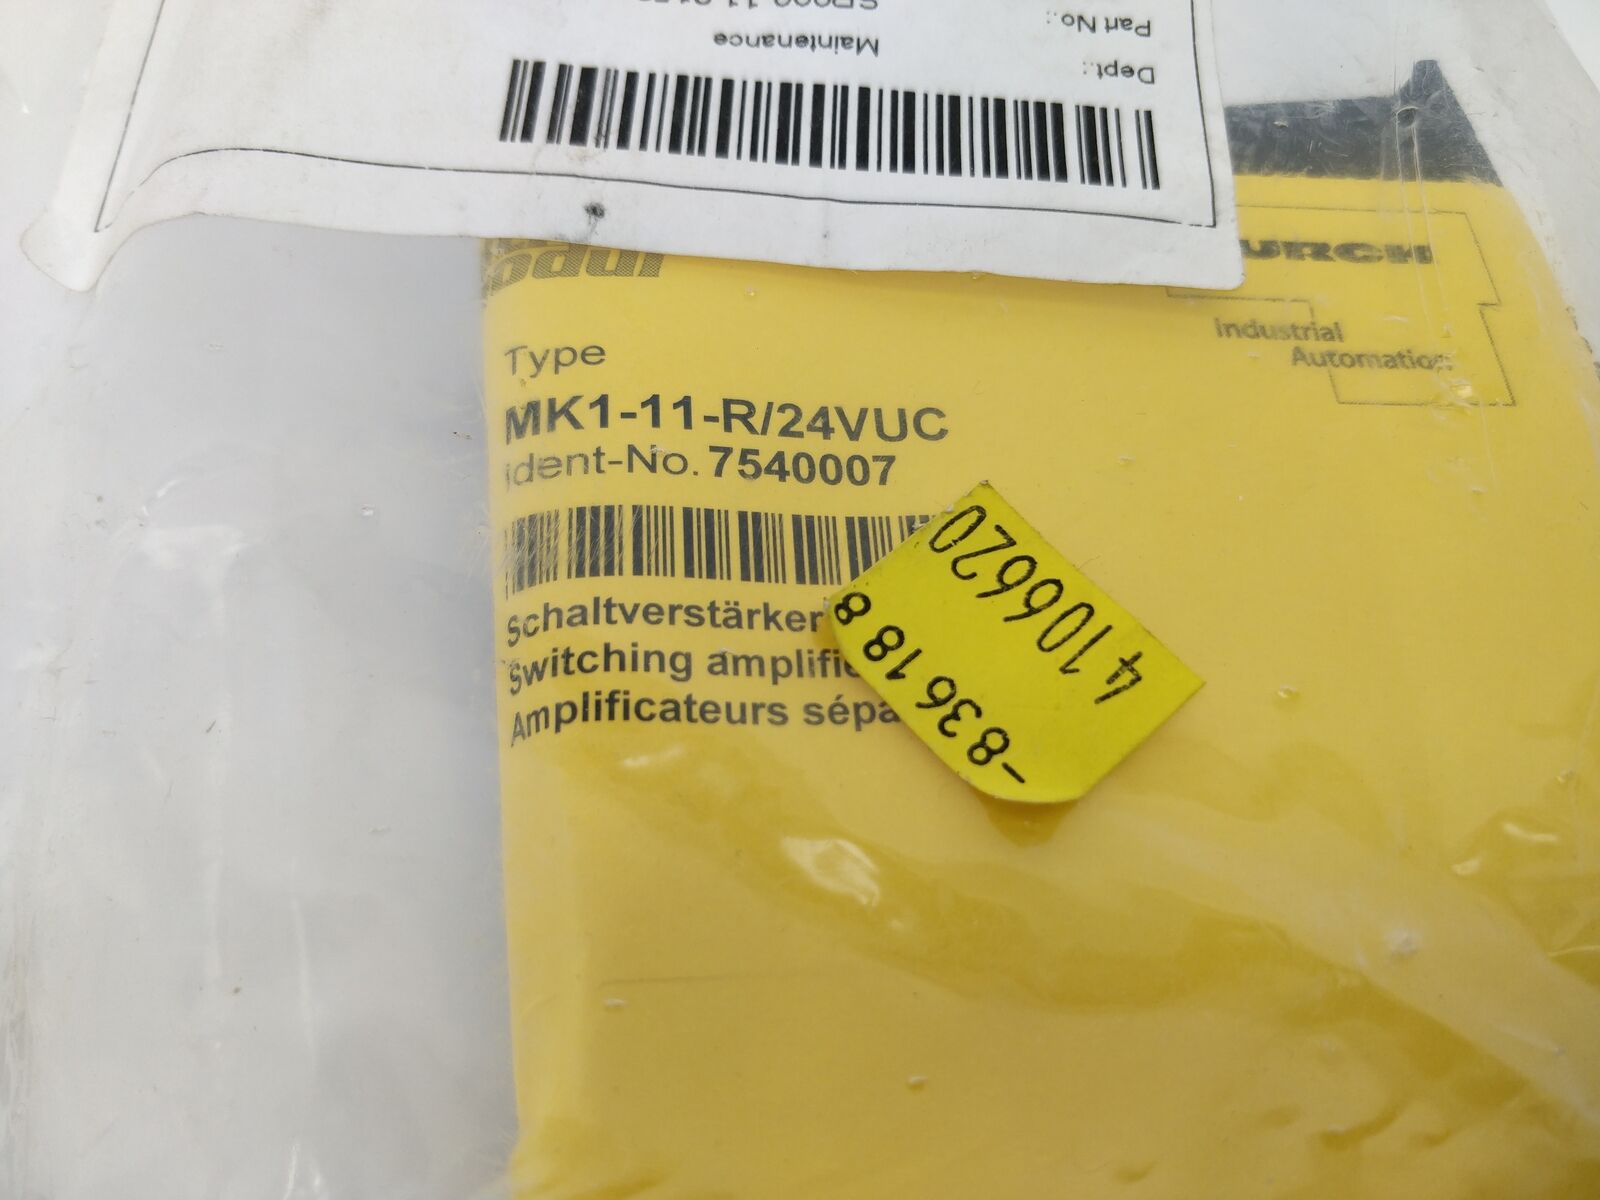 Dept.:
Maintenance
Part No.:
Industrial
Automation
Type
MK1-11-R/24VUC
Ident-No. 7540007
Schaltverstärker
Switching amplifie
Amplificateurs sépa
4106620
-836188